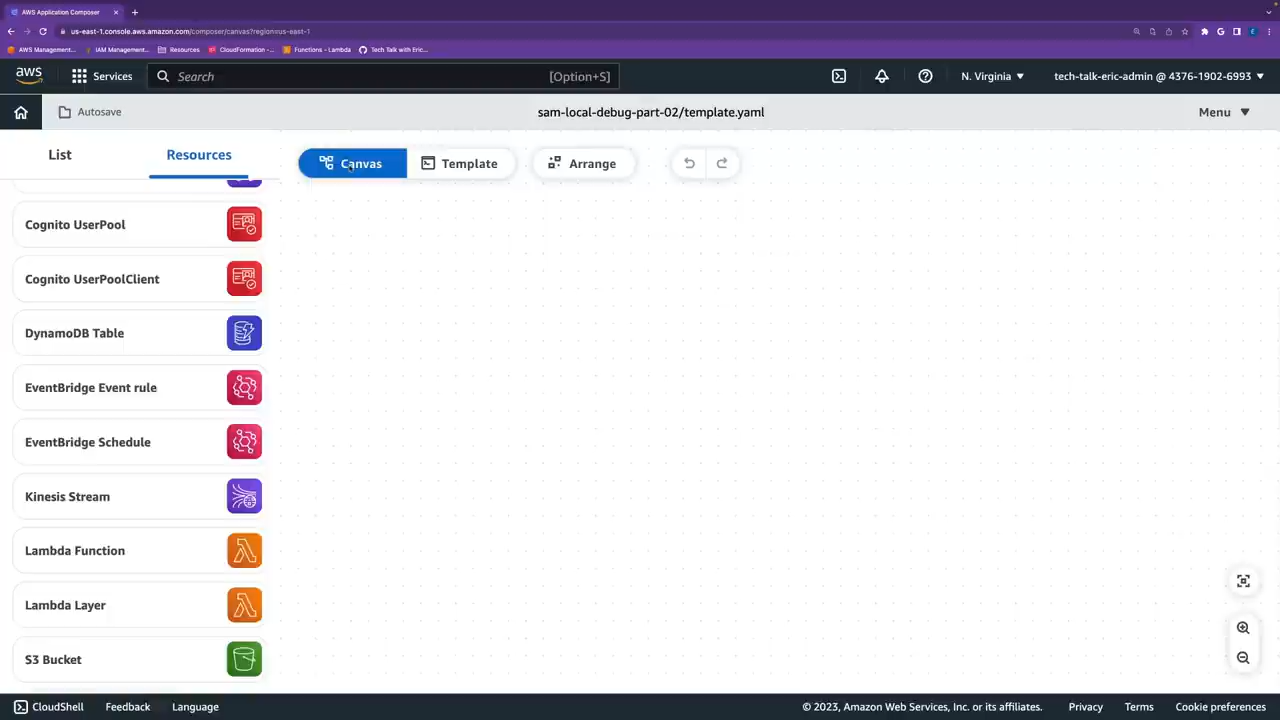 AWS Application Composer
us-east-1.console.aws.amazon.com/composer/canvas?region=us-east-1
AWS Management... IAM Management... Resources CloudFormation -... Functions - Lambda Tech Talk with Eric...
aws Services Search [Option+S] N. Virginia tech-talk-eric-admin @ 4376-1902-6993
Autosave sam-local-debug-part-02/template.yaml Menu
List Resources Canvas Template Arrange
Cognito UserPool
Cognito UserPoolClient
DynamoDB Table
EventBridge Event rule
EventBridge Schedule
Kinesis Stream
Lambda Function
Lambda Layer
S3 Bucket
CloudShell Feedback Language © 2023, Amazon Web Services, Inc. or its affiliates. Privacy Terms Cookie preferences